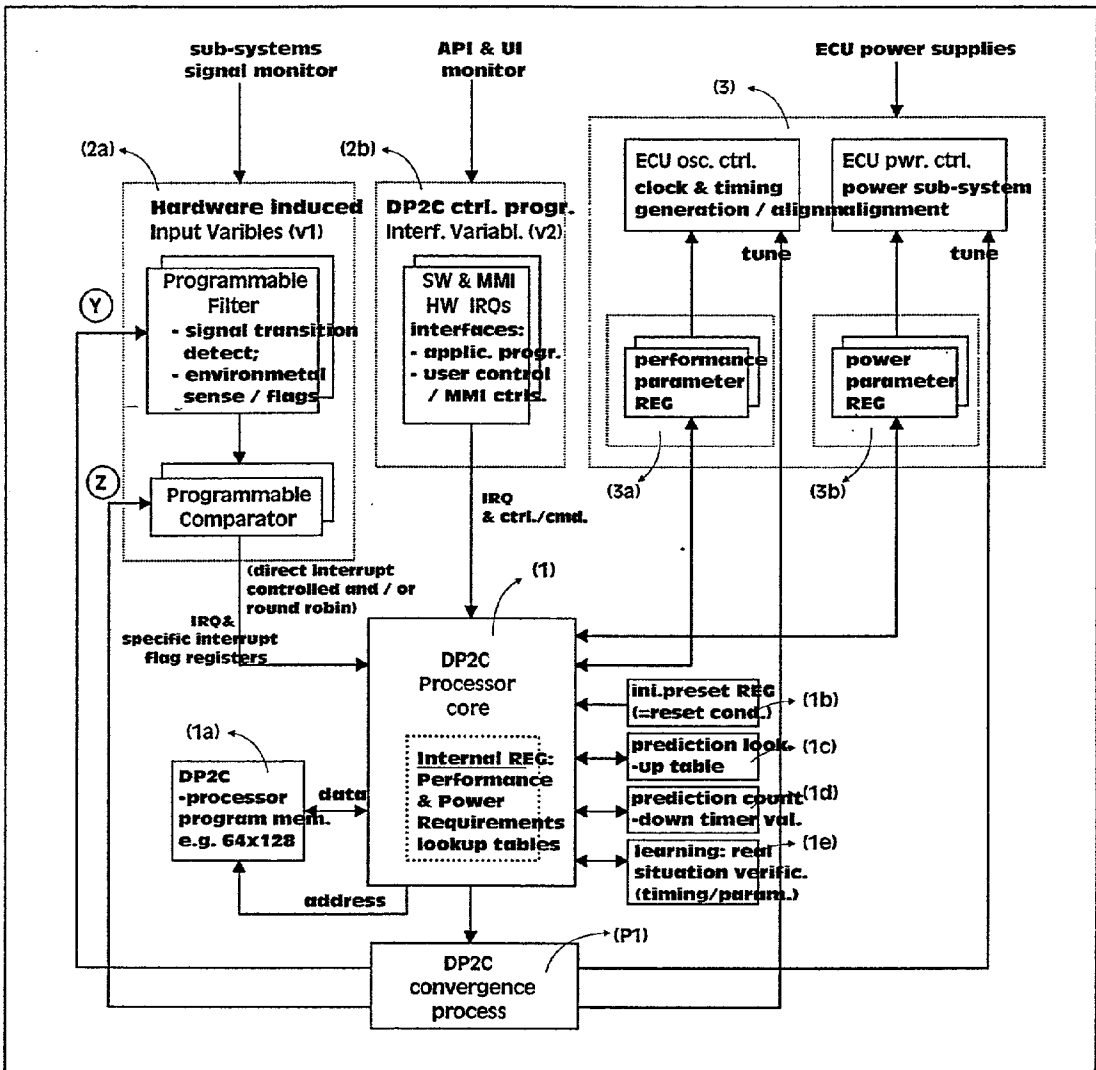 sub-systems
signal monitor
API & UI
monitor
ECU power supplies
(2a)
(2b)
(3)
Hardware induced
Input Varibles (v1)
Programmable
Filter
- signal transition
detect;
- environmetal
sense / flags
Y
Z
Programmable
Comparator
DP2C ctrl. progr.
Interf. Variabl. (v2)
SW & MMI
HW IRQs
interfaces:
- applic. progr.
- user control
/ MMI ctrls.
ECU osc. ctrl.
clock & timing
generation / alignm
ECU pwr. ctrl.
power sub-system
alignment
tune
tune
performance
parameter
REG
power
parameter
REG
(3a)
(3b)
IRQ
& ctrl./cmd.
(direct interrupt
controlled and / or
round robin)
IRQ&
specific interrupt
flag registers
(1)
DP2C
Processor
core
Internal REG:
Performance
& Power
Requirements
lookup tables
(1a)
DP2C
-processor
program mem.
e.g. 64x128
data
address
ini.preset REG
(=reset cond.)
(1b)
prediction look
-up table
(1c)
prediction count
-down timer val.
(1d)
learning: real
situation verific.
(timing/param.)
(1e)
(P1)
DP2C
convergence
process